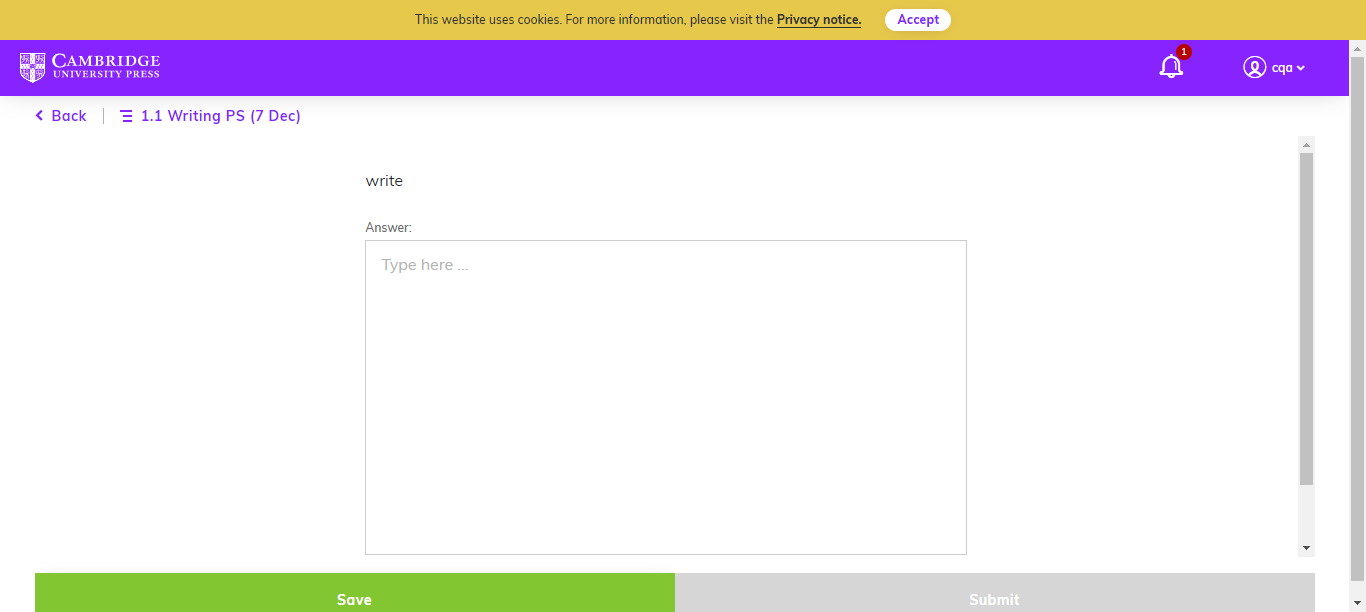 This website uses cookies. For more information, please visit the Privacy notice. Accept
CAMBRIDGE
UNIVERSITY PRESS
1
cqa
Back
1.1 Writing PS (7 Dec)
write
Answer:
Type here ...
Save
Submit